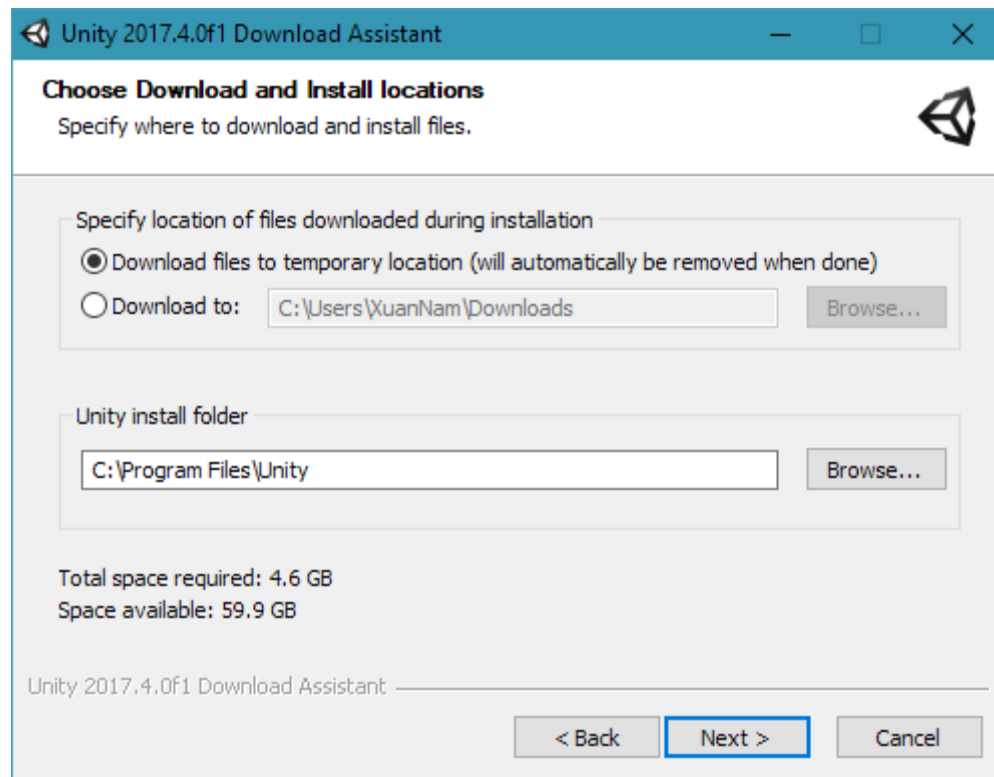 Unity 2017.4.0f1 Download Assistant
Choose Download and Install locations
Specify where to download and install files.
Specify location of files downloaded during installation
Download files to temporary location (will automatically be removed when done)
Download to: C:\Users\XuanNam\Downloads Browse...
Unity install folder
C:\Program Files\Unity Browse...
Total space required: 4.6 GB
Space available: 59.9 GB
Unity 2017.4.0f1 Download Assistant
< Back Next > Cancel